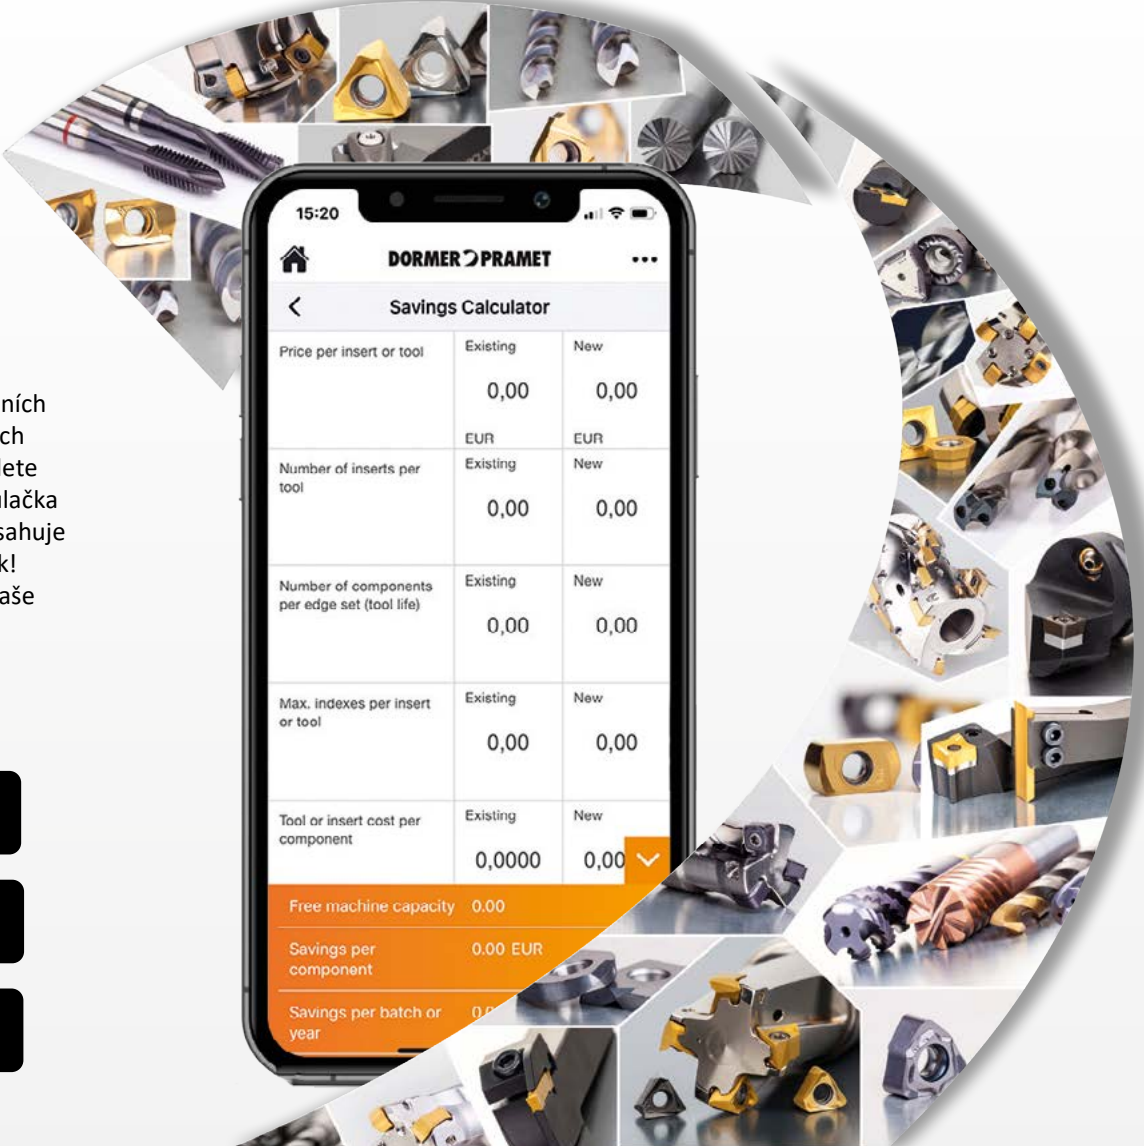 15:20
DORMER PRAMET
Savings Calculator
Price per insert or tool
Existing
New
0,00
0,00
EUR
EUR
Number of inserts per
tool
Existing
New
0,00
0,00
Number of components
per edge set (tool life)
Existing
New
0,00
0,00
Max. indexes per insert
or tool
Existing
New
0,00
0,00
Tool or insert cost per
component
Existing
New
0,0000
0,00
Free machine capacity 0.00
Savings per
component
0.00 EUR
Savings per batch or
year
ních
ch
lete
lačka
sahuje
k!
aše